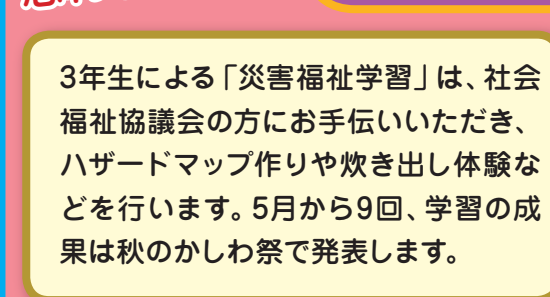 3年生による「災害福祉学習」は、社会
福祉協議会の方にお手伝いいただき、
ハザードマップ作りや炊き出し体験な
どを行います。5月から9回、学習の成
果は秋のかしわ祭で発表します。